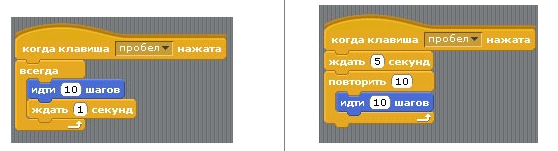 когда клавиша пробел нажата
всегда
идти 10 шагов
ждать 1 секунд
когда клавиша пробел нажата
ждать 5 секунд
повторить 10
идти 10 шагов